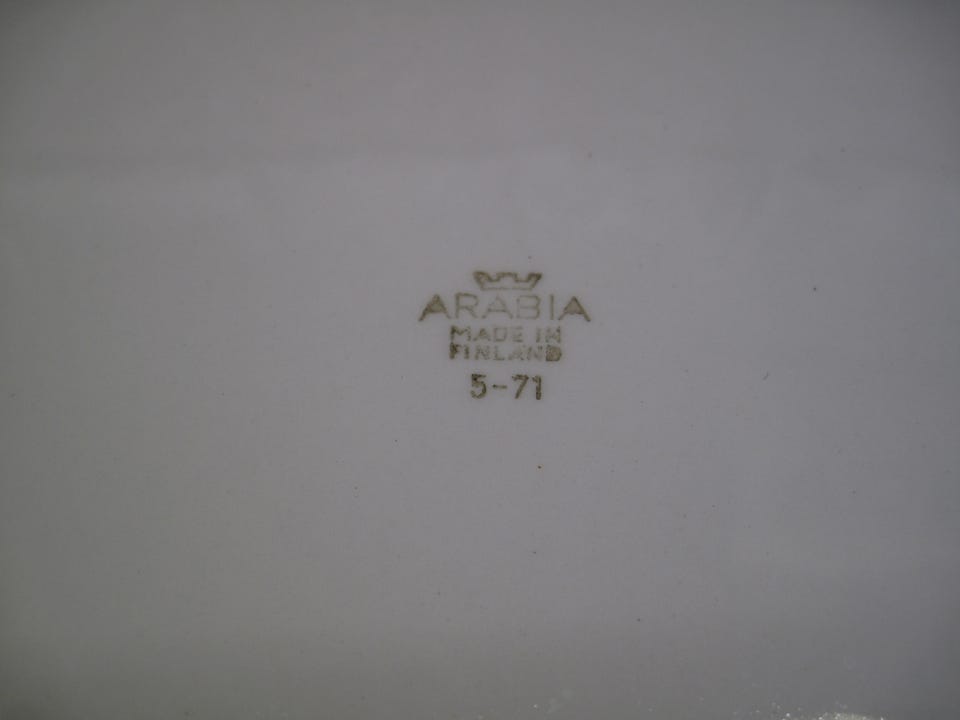 ARABIA
MADE IN
FINLAND
5-71